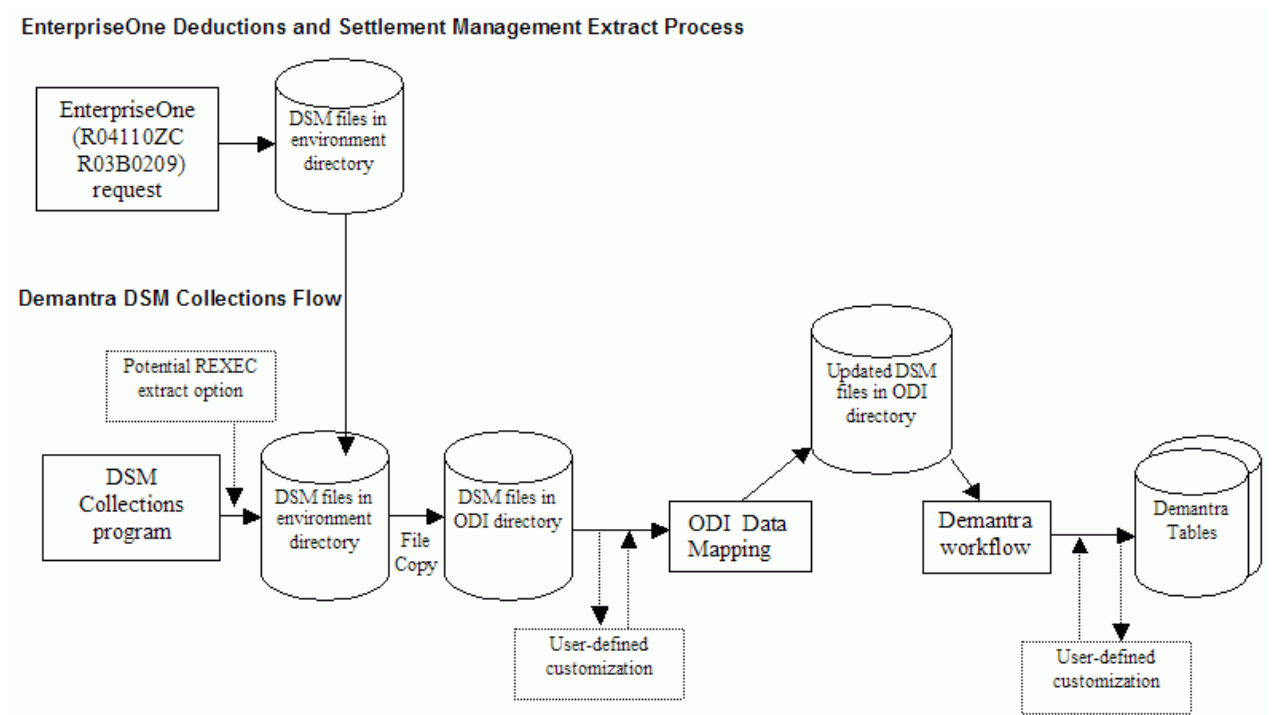 EnterpriseOne Deductions and Settlement Management Extract Process
EnterpriseOne
(R04110ZC
R03B0209)
request
DSM files in
environment
directory
Demantra DSM Collections Flow
Potential REXEC
extract option
DSM
Collections
program
DSM files in
environment
directory
File
Copy
DSM files in
ODI directory
User-defined
customization
ODI Data
Mapping
Updated DSM
files in ODI
directory
Demantra
workflow
User-defined
customization
Demantra
Tables